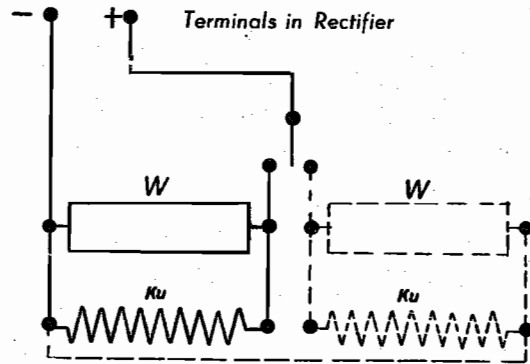 − + Terminals in Rectifier
W W
Ku Ku